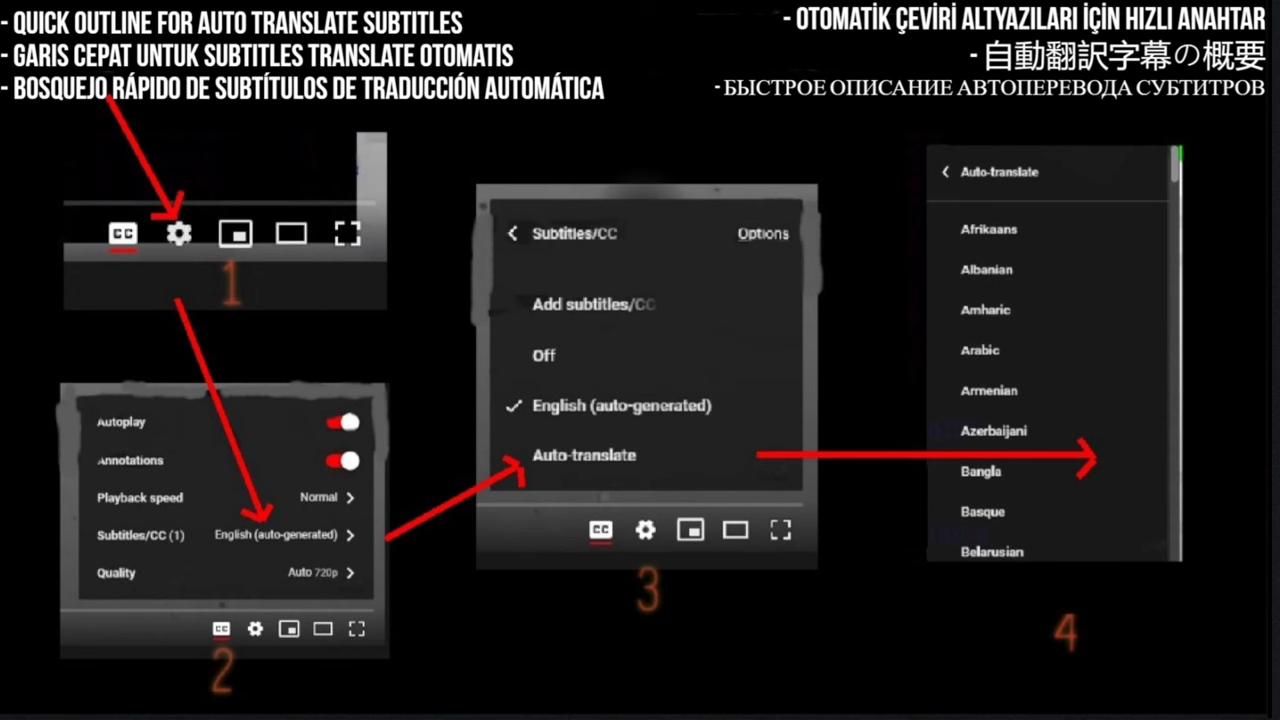 - QUICK OUTLINE FOR AUTO TRANSLATE SUBTITLES
- GARIS CEPAT UNTUK SUBTITLES TRANSLATE OTOMATIS
- BOSQUEJO RÁPIDO DE SUBTÍTULOS DE TRADUCCIÓN AUTOMÁTICA
- OTOMATİK ÇEVİRİ ALTYAZILARI İÇİN HIZLI ANAHTAR
- 自動翻訳字幕の概要
- БЫСТРОЕ ОПИСАНИЕ АВТОПЕРЕВОДА СУБТИТРОВ
CC
1
Autoplay
Annotations
Playback speed Normal
Subtitles/CC (1) English (auto-generated)
Quality Auto 720p
CC
2
Subtitles/CC Options
Add subtitles/CC
Off
English (auto-generated)
Auto-translate
CC
3
Auto-translate
Afrikaans
Albanian
Amharic
Arabic
Armenian
Azerbaijani
Bangla
Basque
Belarusian
4